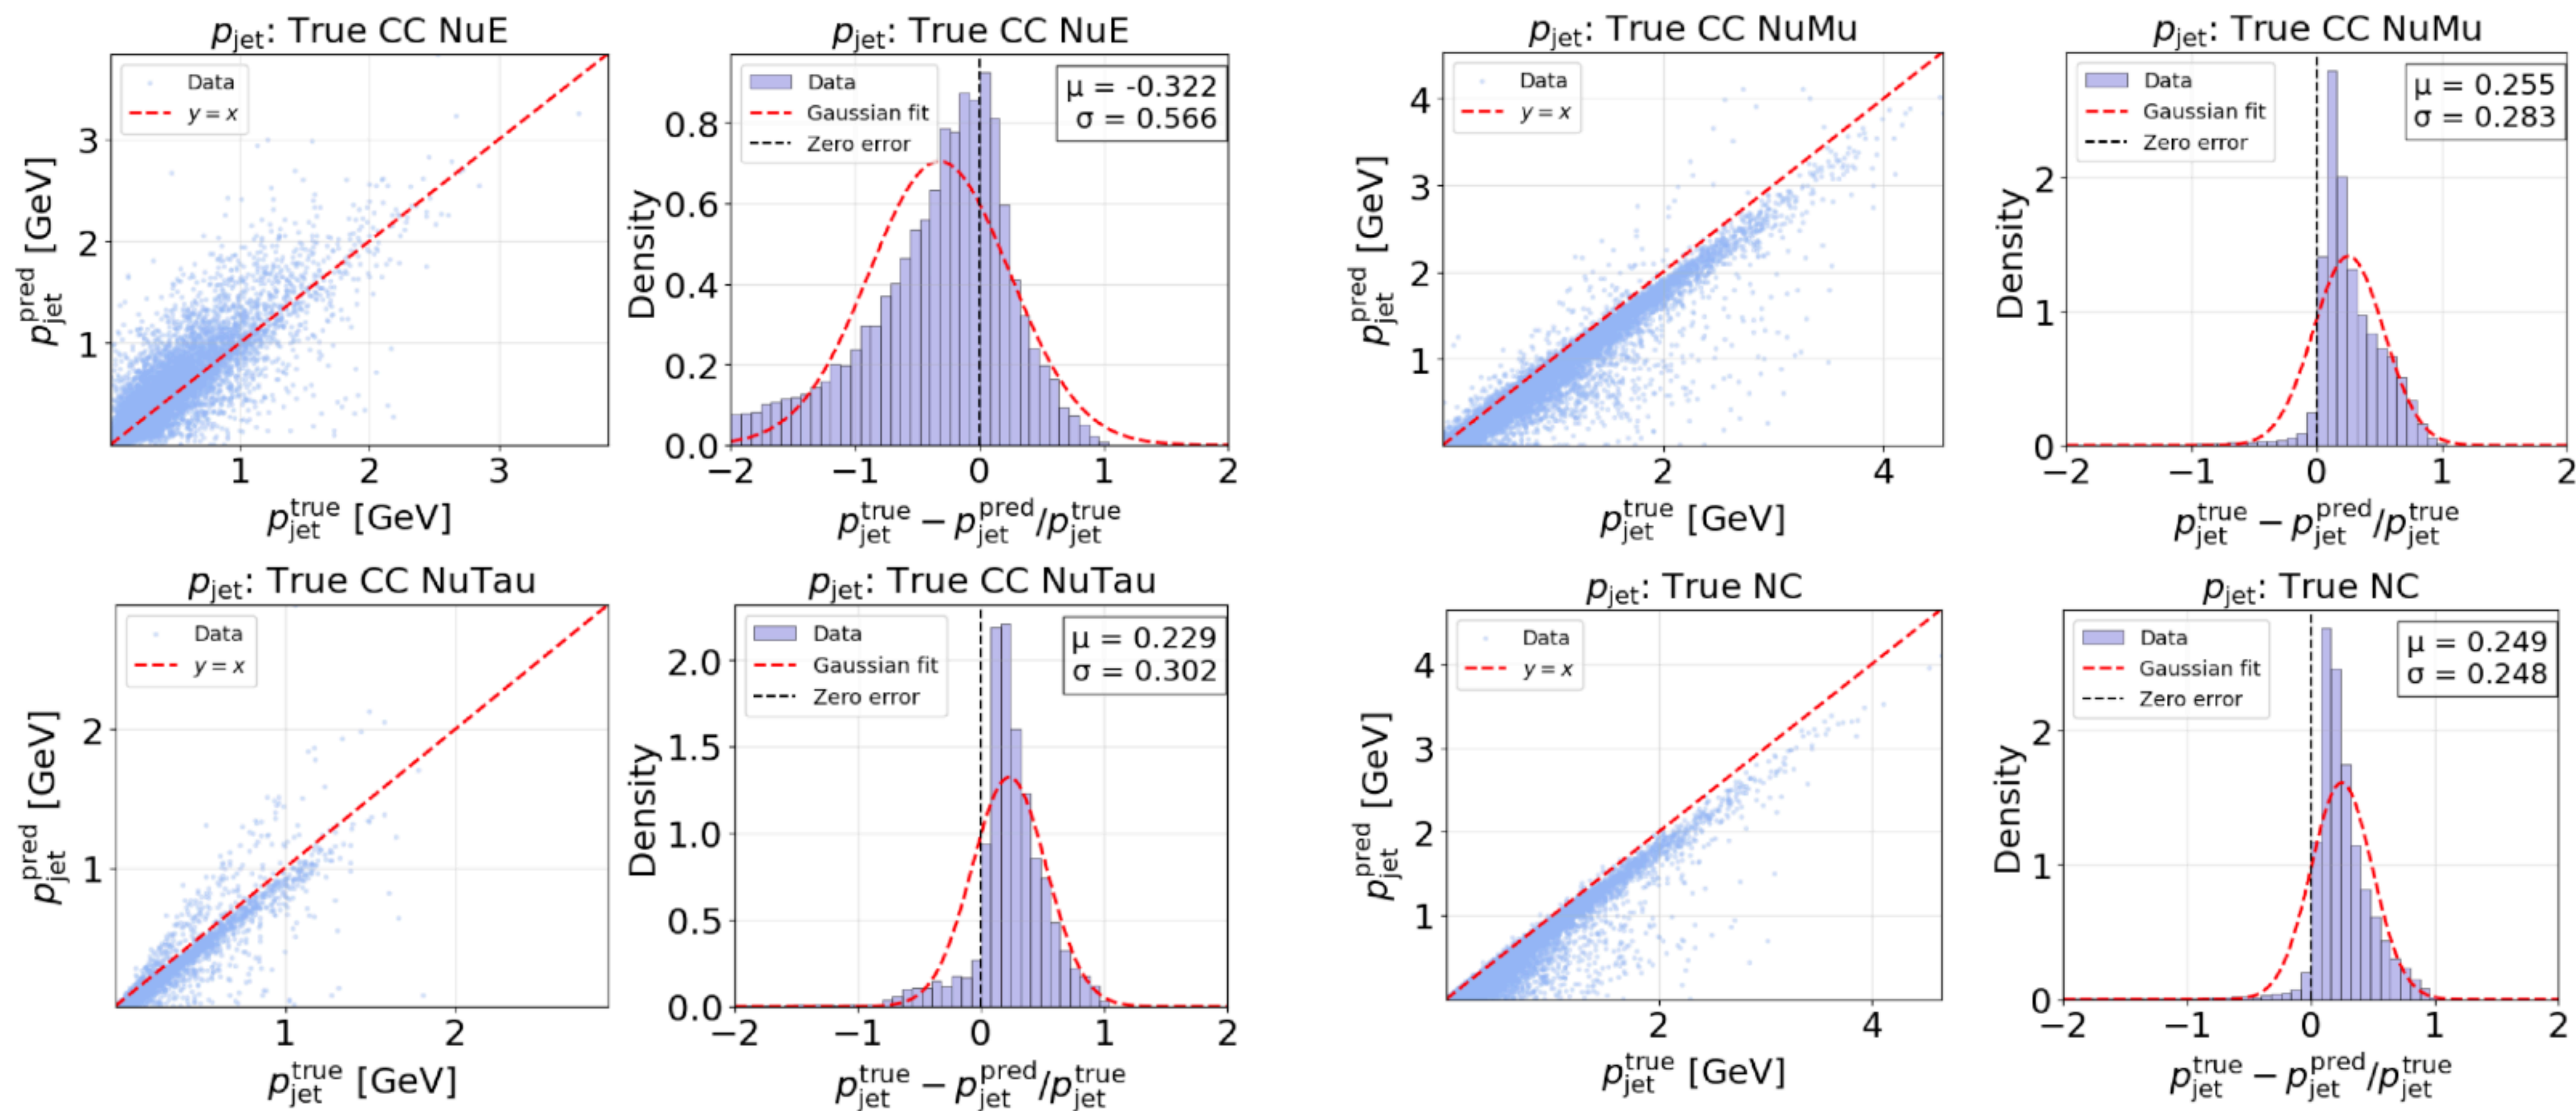 p_jet: True CC NuE
Data
y = x
3
2
1
p_jet^pred [GeV]
1 2 3
p_jet^true [GeV]
p_jet: True CC NuE
Data
Gaussian fit
Zero error
μ = -0.322
σ = 0.566
0.8
0.6
0.4
0.2
0.0
Density
−2 −1 0 1 2
p_jet^true − p_jet^pred/p_jet^true
p_jet: True CC NuMu
Data
y = x
4
3
2
1
p_jet^pred [GeV]
2 4
p_jet^true [GeV]
p_jet: True CC NuMu
Data
Gaussian fit
Zero error
μ = 0.255
σ = 0.283
2
1
0
Density
−2 −1 0 1 2
p_jet^true − p_jet^pred/p_jet^true
p_jet: True CC NuTau
Data
y = x
2
1
p_jet^pred [GeV]
1 2
p_jet^true [GeV]
p_jet: True CC NuTau
Data
Gaussian fit
Zero error
μ = 0.229
σ = 0.302
2.0
1.5
1.0
0.5
0.0
Density
−2 −1 0 1 2
p_jet^true − p_jet^pred/p_jet^true
p_jet: True NC
Data
y = x
4
3
2
1
p_jet^pred [GeV]
2 4
p_jet^true [GeV]
p_jet: True NC
Data
Gaussian fit
Zero error
μ = 0.249
σ = 0.248
2
1
0
Density
−2 −1 0 1 2
p_jet^true − p_jet^pred/p_jet^true